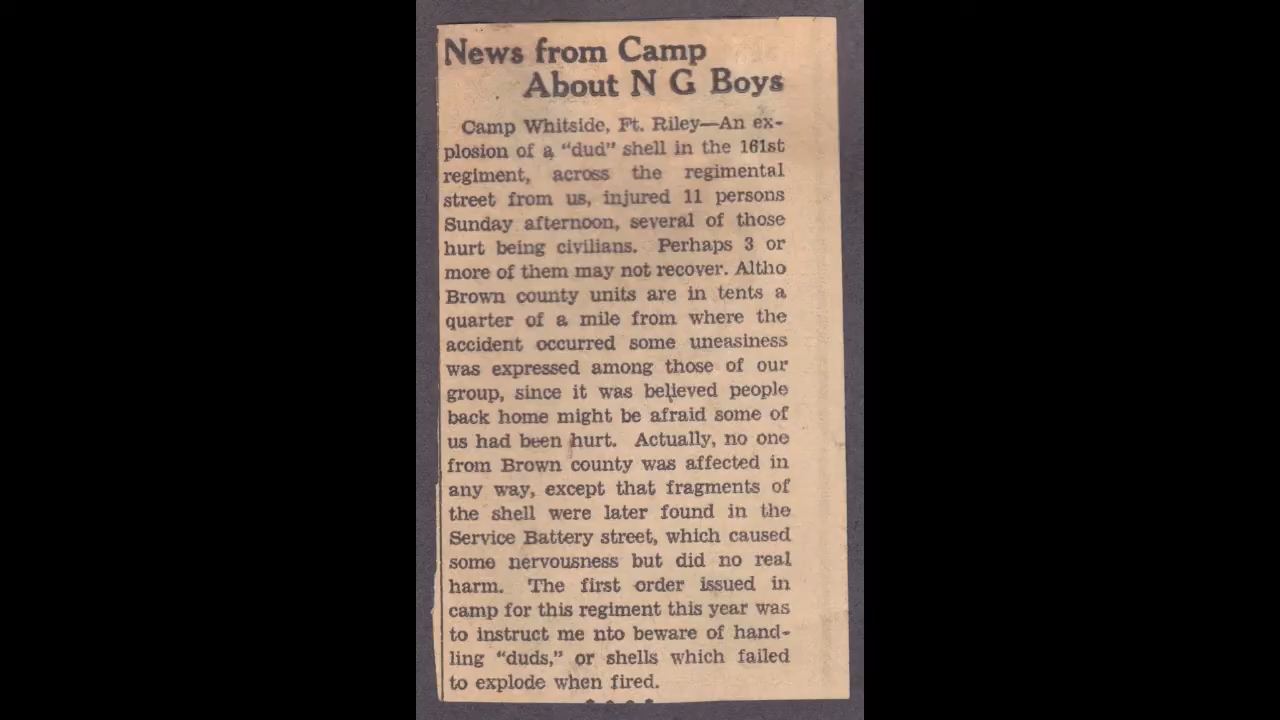 News from Camp
About N G Boys
Camp Whitside, Ft. Riley—An ex-
plosion of a “dud” shell in the 161st
regiment, across the regimental
street from us, injured 11 persons
Sunday afternoon, several of those
hurt being civilians. Perhaps 3 or
more of them may not recover. Altho
Brown county units are in tents a
quarter of a mile from where the
accident occurred some uneasiness
was expressed among those of our
group, since it was believed people
back home might be afraid some of
us had been hurt. Actually, no one
from Brown county was affected in
any way, except that fragments of
the shell were later found in the
Service Battery street, which caused
some nervousness but did no real
harm. The first order issued in
camp for this regiment this year was
to instruct me nto beware of hand-
ling “duds,” or shells which failed
to explode when fired.